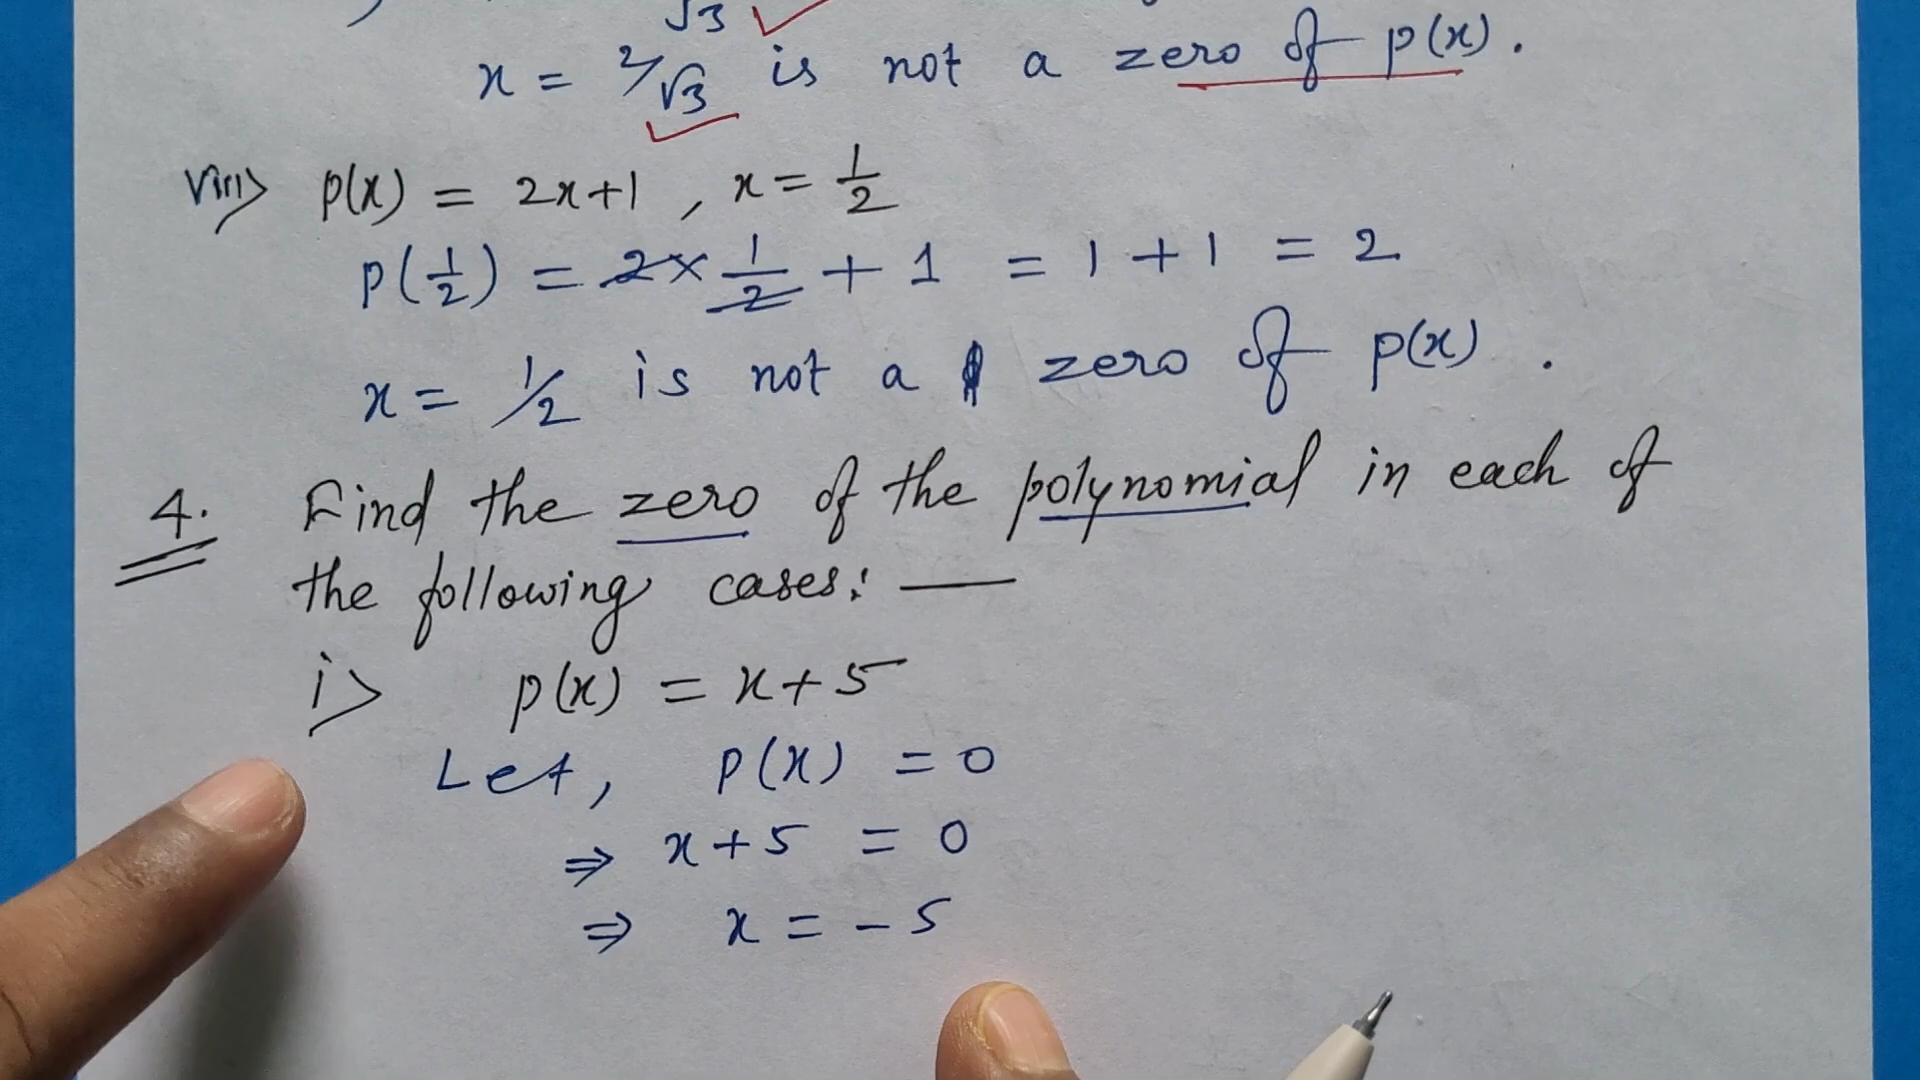 √3
x = 2/√3 is not a zero of p(x).
viii> p(x) = 2x+1 , x = 1/2
p(1/2) = 2 × 1/2 + 1 = 1 + 1 = 2
x = 1/2 is not a zero of p(x) .
4. Find the zero of the polynomial in each of
the following cases: —
i> p(x) = x+5
Let, p(x) = 0
⇒ x+5 = 0
⇒ x = -5